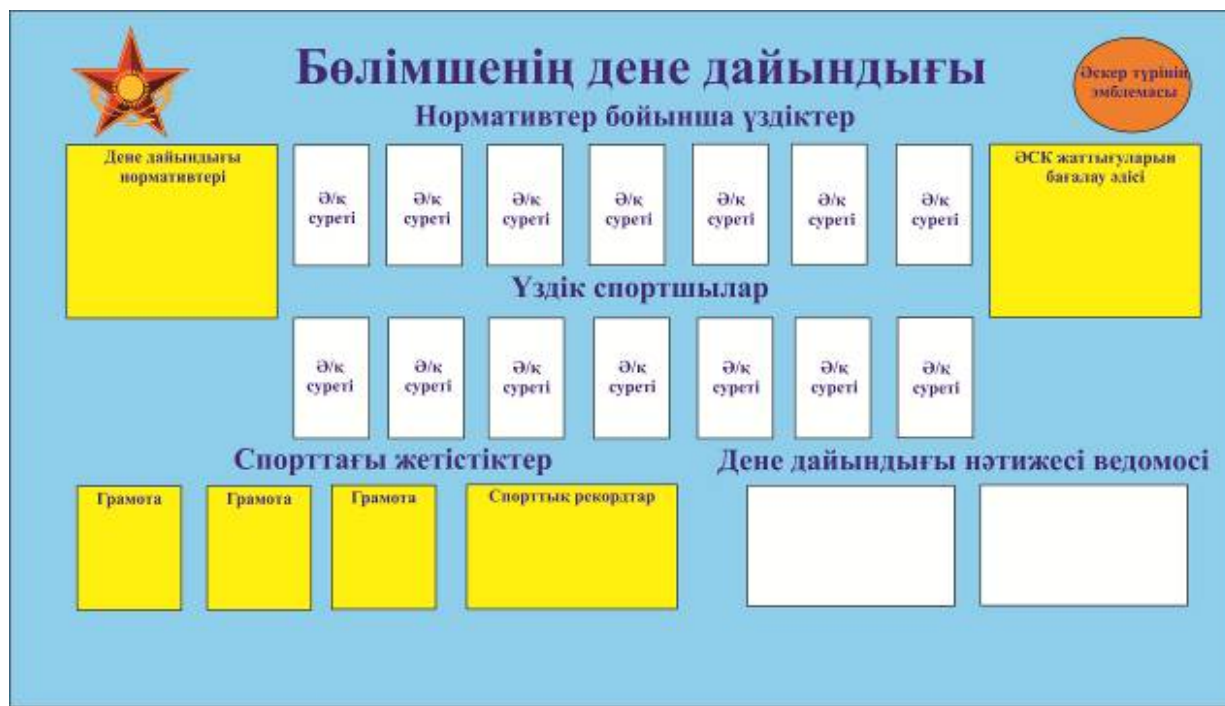 Бөлімшенің дене дайындығы
Әскер түрінің
эмблемасы
Нормативтер бойынша үздіктер
Дене дайындығы
нормативтері
Ә/қ
суреті
Ә/қ
суреті
Ә/қ
суреті
Ә/қ
суреті
Ә/қ
суреті
Ә/қ
суреті
Ә/қ
суреті
ӘСК жаттығуларын
бағалау әдісі
Үздік спортшылар
Ә/қ
суреті
Ә/қ
суреті
Ә/қ
суреті
Ә/қ
суреті
Ә/қ
суреті
Ә/қ
суреті
Ә/қ
суреті
Спорттағы жетістіктер
Дене дайындығы нәтижесі ведомосі
Грамота
Грамота
Грамота
Спорттық рекордтар